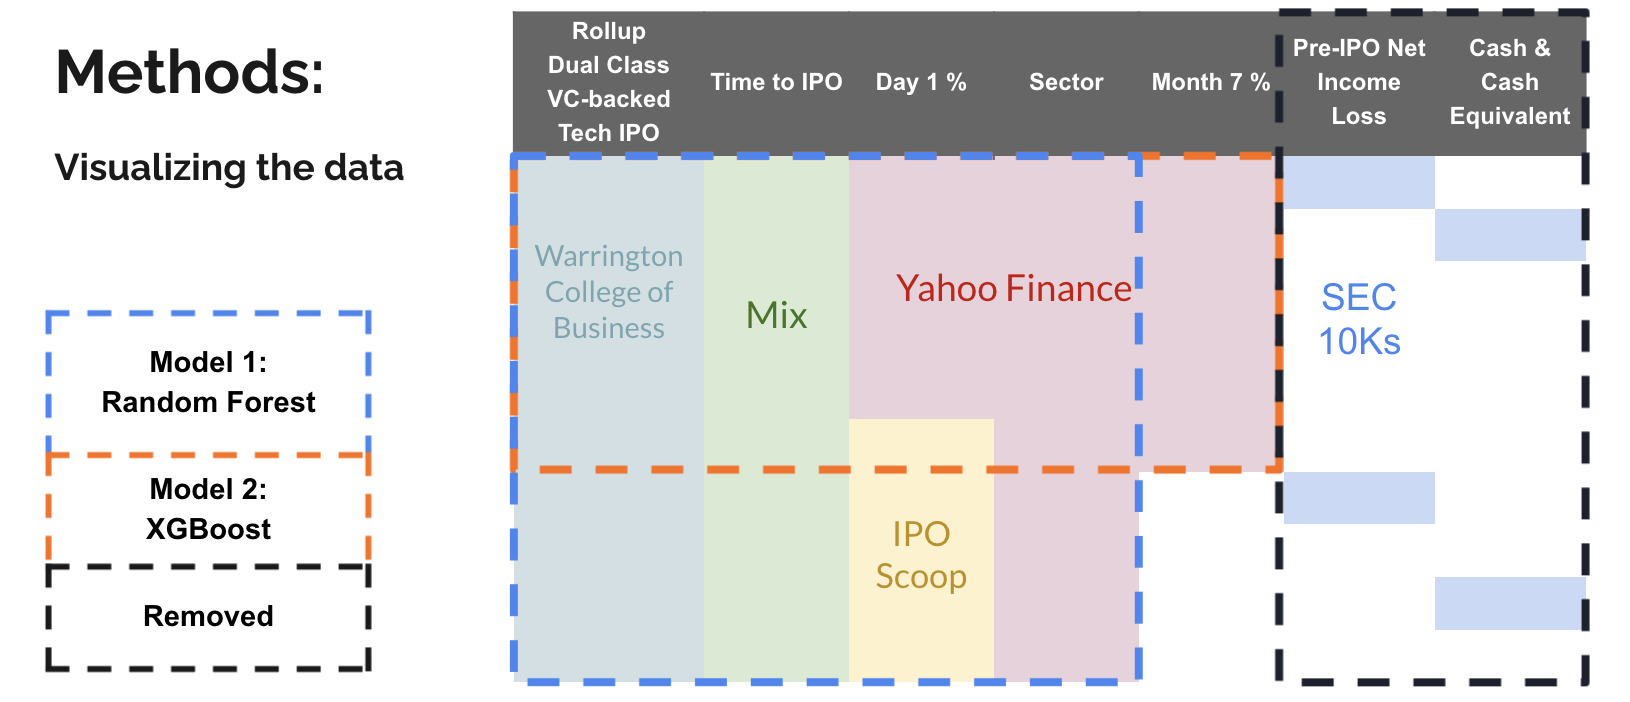 Methods:
Visualizing the data
Model 1:
Random Forest
Model 2:
XGBoost
Removed
Rollup
Dual Class
VC-backed
Tech IPO
Time to IPO
Day 1 %
Sector
Month 7 %
Pre-IPO Net
Income
Loss
Cash &
Cash
Equivalent
Warrington
College of
Business
Mix
Yahoo Finance
IPO
Scoop
SEC
10Ks